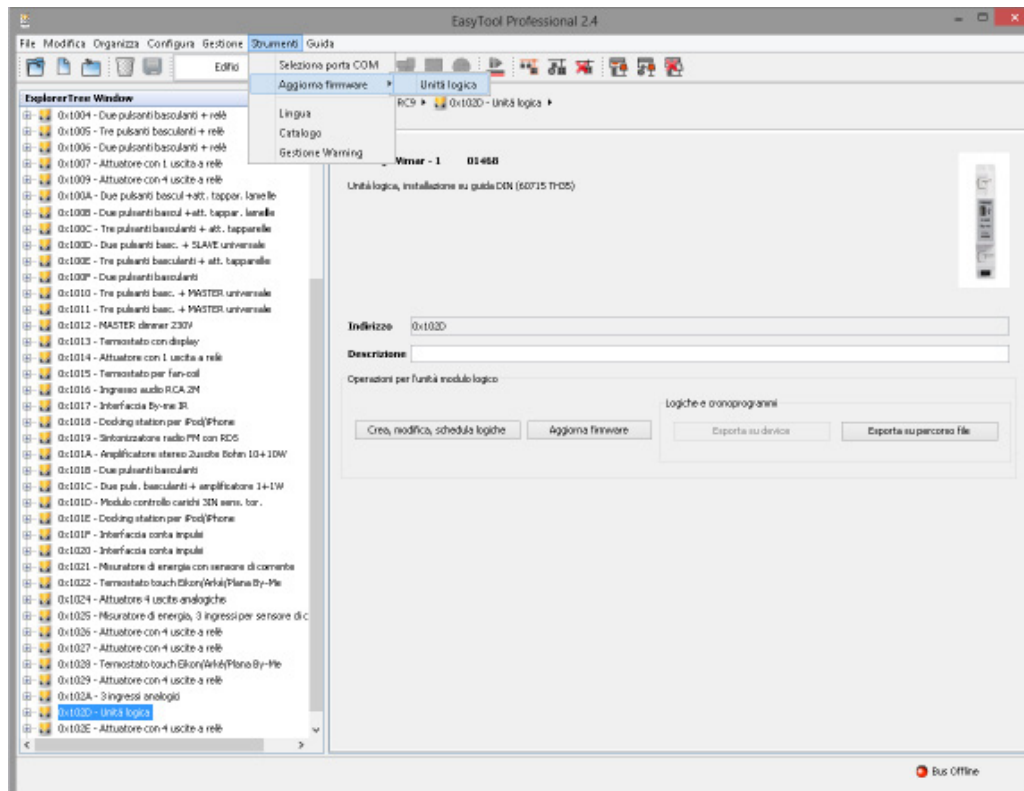 EasyTool Professional 2.4
File Modifica Organizza Configura Gestione Strumenti Guida
Edifici
Seleziona porta COM
Aggiorna firmware
Unità logica
Lingua
Catalogo
Gestione Warning
RC9 0x102D - Unità logica
ExplorerTree Window
0x1004 - Due pulsanti basculanti + relè
0x1005 - Tre pulsanti basculanti + relè
0x1006 - Due pulsanti basculanti + relè
0x1007 - Attuatore con 1 uscita a relè
0x1009 - Attuatore con 4 uscite a relè
0x100A - Due pulsanti bascul +att. tappar. lamelle
0x100B - Due pulsanti bascul +att. tappar. lamelle
0x100C - Tre pulsanti basculanti + att. tapparelle
0x100D - Due pulsanti basc. + SLAVE universale
0x100E - Tre pulsanti basculanti + att. tapparelle
0x100F - Due pulsanti basculanti
0x1010 - Tre pulsanti basc. + MASTER universale
0x1011 - Tre pulsanti basc. + MASTER universale
0x1012 - MASTER dimmer 230V
0x1013 - Termostato con display
0x1014 - Attuatore con 1 uscita a relè
0x1015 - Termostato per fan-coil
0x1016 - Ingresso audio RCA 2M
0x1017 - Interfaccia By-me IR
0x1018 - Docking station per iPod/iPhone
0x1019 - Sintonizzatore radio FM con RDS
0x101A - Amplificatore stereo 2uscite 8ohm 10+10W
0x101B - Due pulsanti basculanti
0x101C - Due puls. basculanti + amplificatore 1+1W
0x101D - Modulo controllo carichi 3IN sens. tor.
0x101E - Docking station per iPod/iPhone
0x101F - Interfaccia conta impulsi
0x1020 - Interfaccia conta impulsi
0x1021 - Misuratore di energia con sensore di corrente
0x1022 - Termostato touch Eikon/Arké/Plana By-Me
0x1024 - Attuatore 4 uscite analogiche
0x1025 - Misuratore di energia, 3 ingressi per sensore di c
0x1026 - Attuatore con 4 uscite a relè
0x1027 - Attuatore con 4 uscite a relè
0x1028 - Termostato touch Eikon/Arké/Plana By-Me
0x1029 - Attuatore con 4 uscite a relè
0x102A - 3 ingressi analogici
0x102D - Unità logica
0x102E - Attuatore con 4 uscite a relè
Vimar - 1 01468
Unità logica, installazione su guida DIN (60715 TH35)
Indirizzo 0x102D
Descrizione
Operazioni per l'unità modulo logico
Logiche e cronoprogrammi
Crea, modifica, schedula logiche Aggiorna firmware Esporta su device Esporta su percorso file
Bus Offline